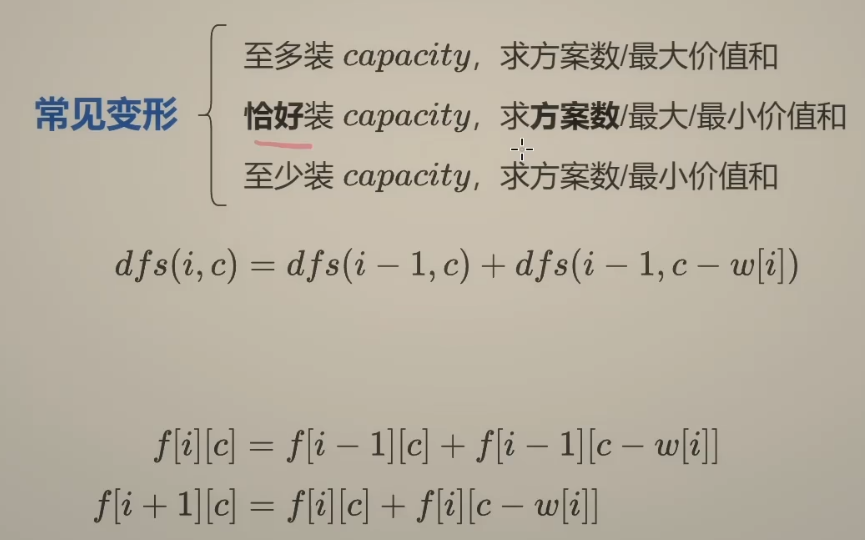 至多装 capacity，求方案数/最大价值和
常见变形
恰好装 capacity，求方案数/最大/最小价值和
至少装 capacity，求方案数/最小价值和
dfs(i, c) = dfs(i − 1, c) + dfs(i − 1, c − w[i])
f[i][c] = f[i − 1][c] + f[i − 1][c − w[i]]
f[i + 1][c] = f[i][c] + f[i][c − w[i]]